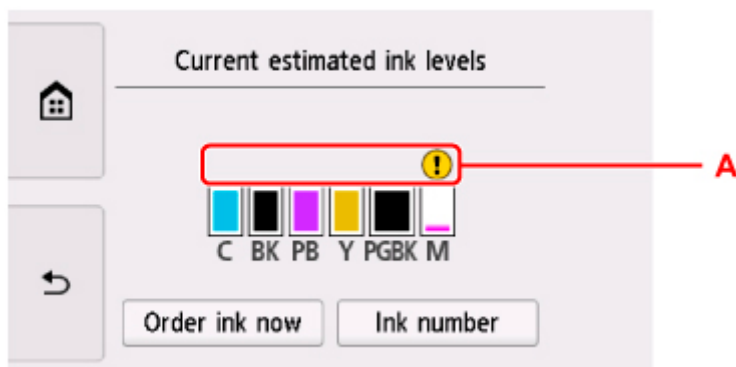 Current estimated ink levels
A
C BK PB Y PGBK M
Order ink now Ink number